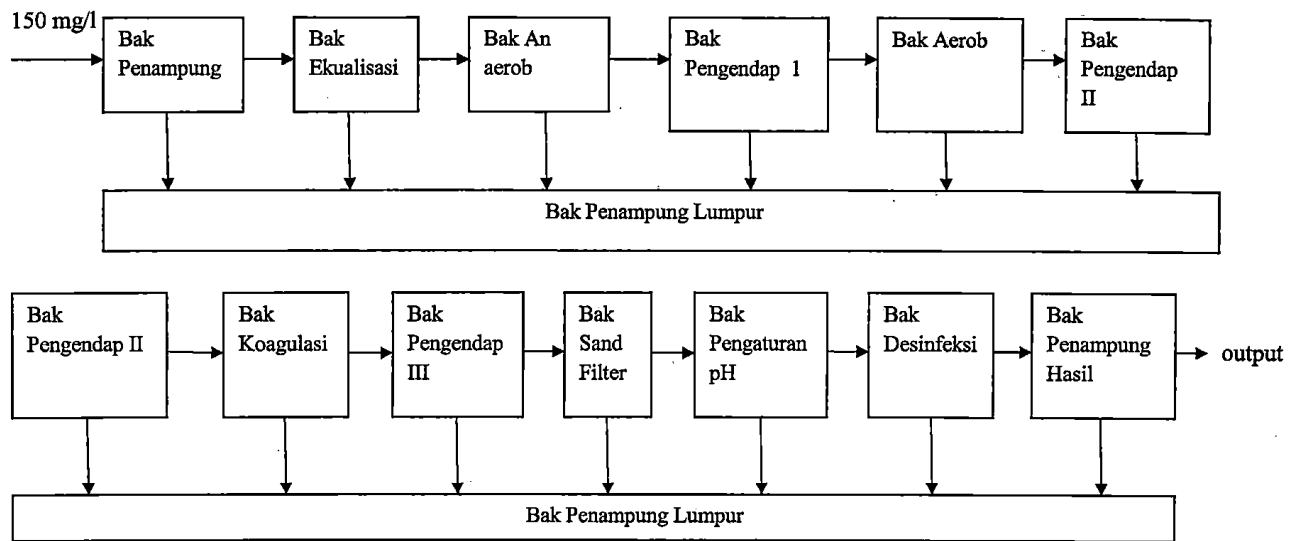 150 mg/l
Bak
Penampung
Bak
Ekualisasi
Bak An
aerob
Bak
Pengendap 1
Bak Aerob
Bak
Pengendap
II
Bak Penampung Lumpur
Bak
Pengendap II
Bak
Koagulasi
Bak
Pengendap
III
Bak
Sand
Filter
Bak
Pengaturan
pH
Bak
Desinfeksi
Bak
Penampung
Hasil
output
Bak Penampung Lumpur